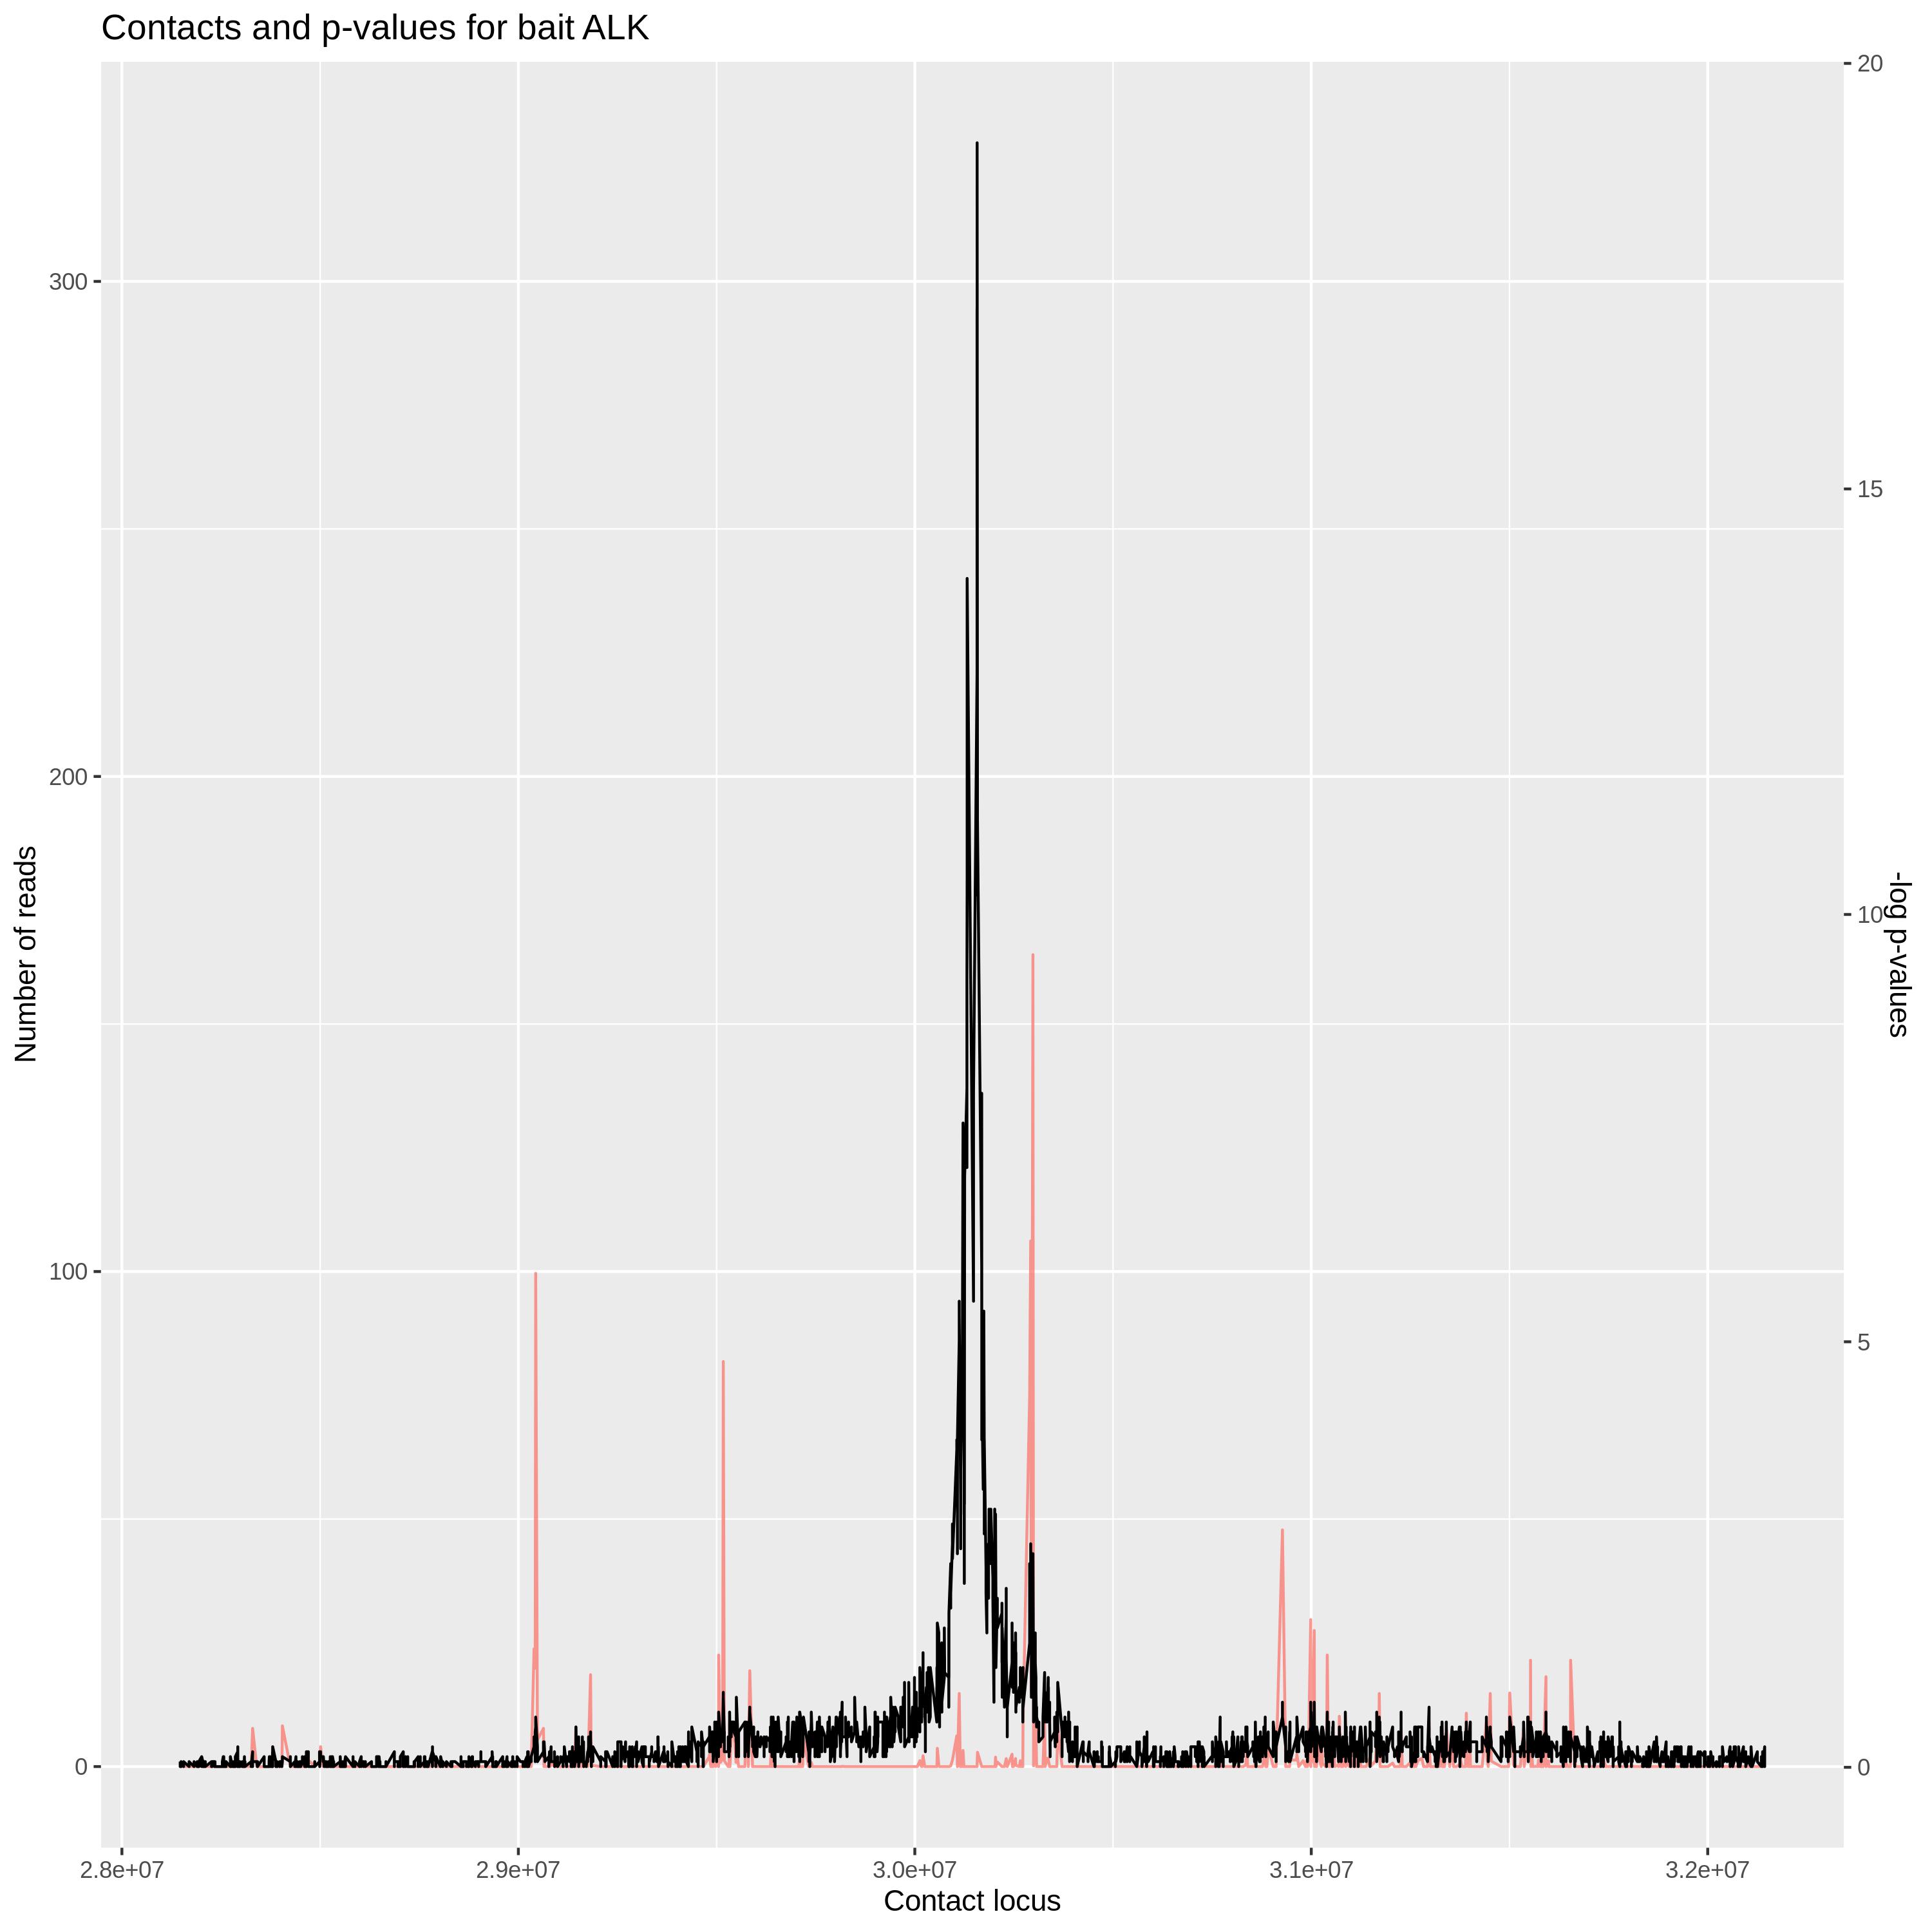 Contacts and p-values for bait ALK
20
15
10
5
0
300
200
100
0
Number of reads
-log p-values
2.8e+07 2.9e+07 3.0e+07 3.1e+07 3.2e+07
Contact locus